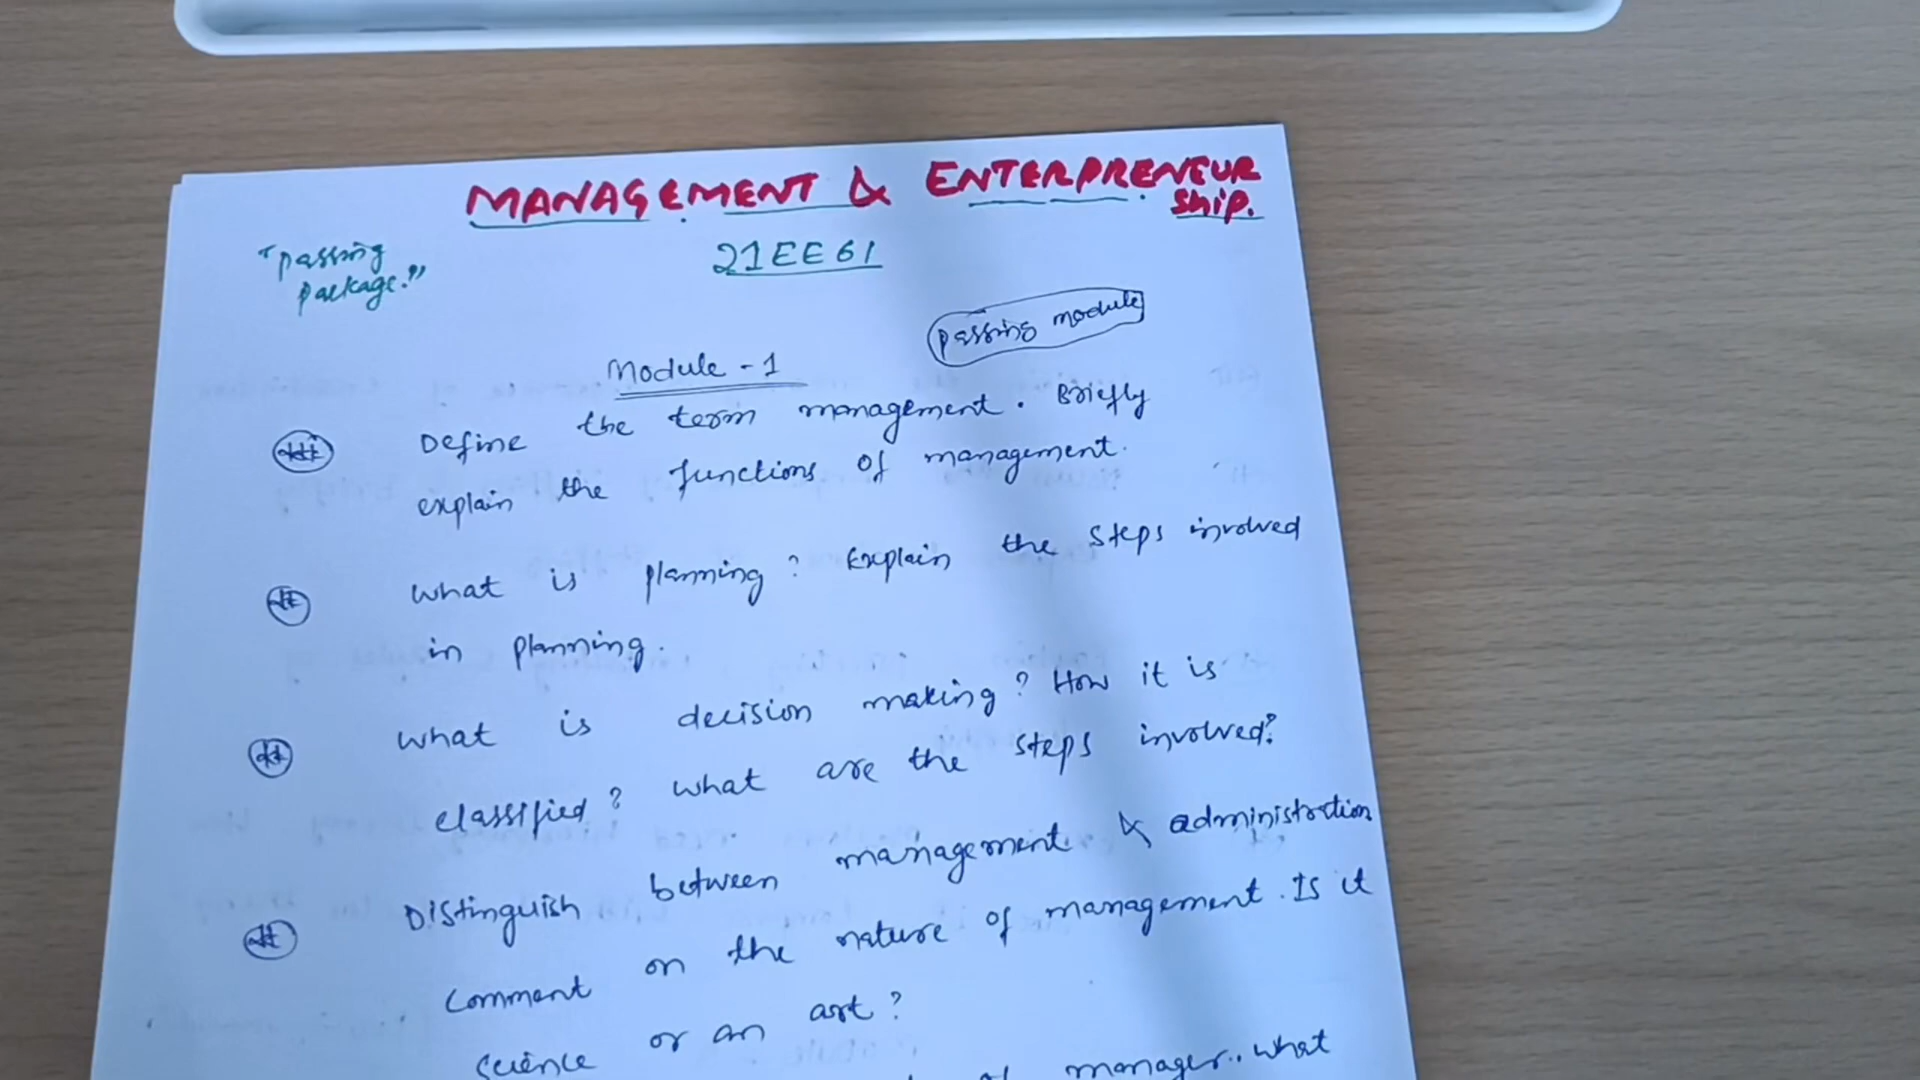 MANAGEMENT & ENTERPRENEUR
Ship.
"passing
package."
21EE61
passing module
Module - 1
Define the term management. Briefly
explain the functions of management.
What is planning? Explain the steps involved
in planning.
What is decision making? How it is
classified? What are the steps involved?
Distinguish between management & administration
Comment on the nature of management. Is it
science or an art?
manager.. What